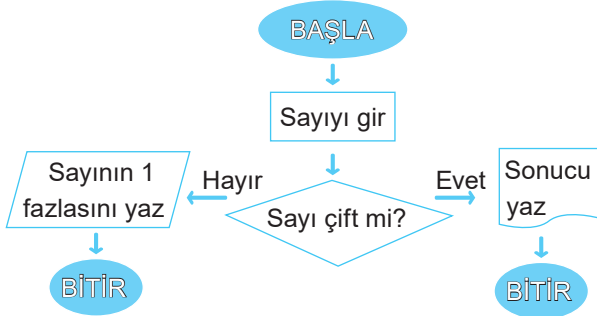 BAŞLA
Sayıyı gir
Sayı çift mi?
Hayır
Sayının 1
fazlasını yaz
BİTİR
Evet
Sonucu
yaz
BİTİR